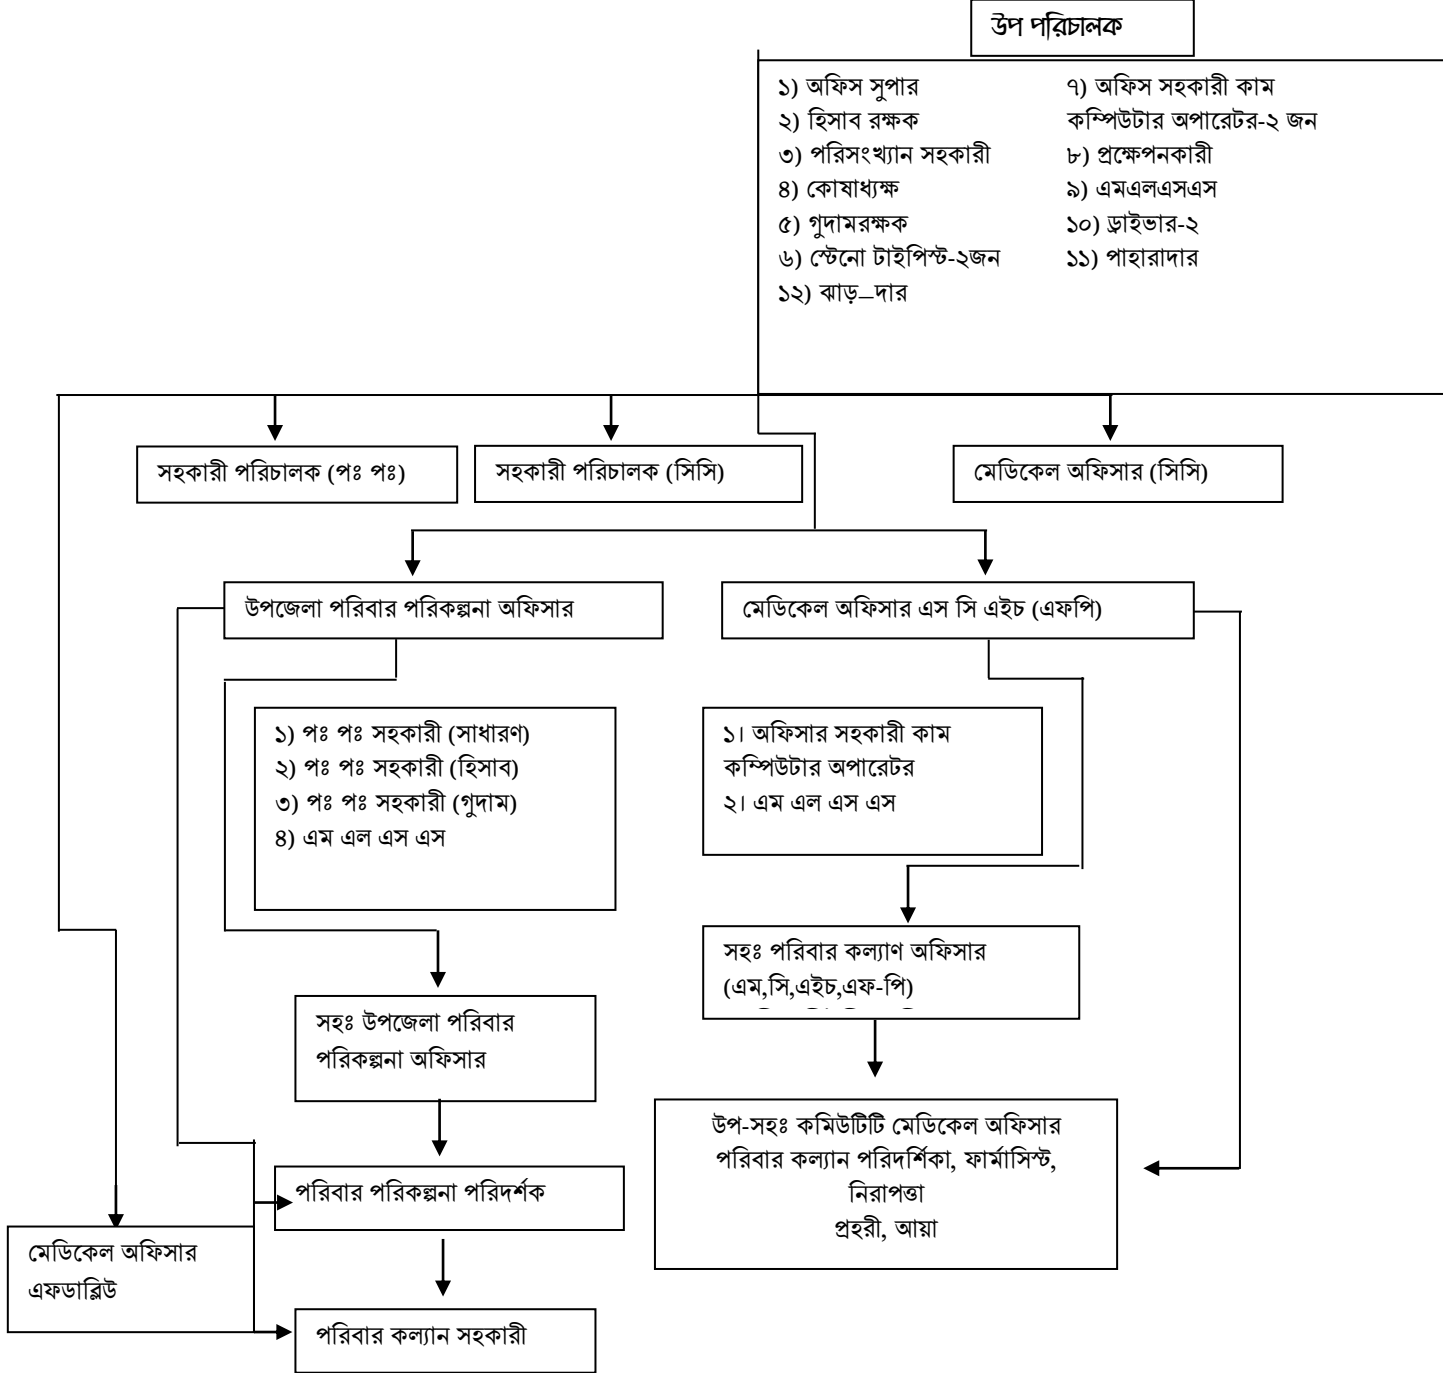 উপ পরিচালক
১) অফিস সুপার
২) হিসাব রক্ষক
৩) পরিসংখ্যান সহকারী
৪) কোষাধ্যক্ষ
৫) গুদামরক্ষক
৬) স্টেনো টাইপিস্ট-২জন
১২) ঝাড়–দার
৭) অফিস সহকারী কাম
কম্পিউটার অপারেটর-২ জন
৮) প্রক্ষেপনকারী
৯) এমএলএসএস
১০) ড্রাইভার-২
১১) পাহারাদার
সহকারী পরিচালক (পঃ পঃ)
সহকারী পরিচালক (সিসি)
মেডিকেল অফিসার (সিসি)
উপজেলা পরিবার পরিকল্পনা অফিসার
মেডিকেল অফিসার এস সি এইচ (এফপি)
১) পঃ পঃ সহকারী (সাধারণ)
২) পঃ পঃ সহকারী (হিসাব)
৩) পঃ পঃ সহকারী (গুদাম)
৪) এম এল এস এস
১। অফিসার সহকারী কাম
কম্পিউটার অপারেটর
২। এম এল এস এস
সহঃ পরিবার কল্যাণ অফিসার
(এম,সি,এইচ,এফ-পি)
সহঃ উপজেলা পরিবার
পরিকল্পনা অফিসার
উপ-সহঃ কমিউটিটি মেডিকেল অফিসার
পরিবার কল্যান পরিদর্শিকা, ফার্মাসিস্ট,
নিরাপত্তা
প্রহরী, আয়া
পরিবার পরিকল্পনা পরিদর্শক
মেডিকেল অফিসার
এফডাব্লিউ
পরিবার কল্যান সহকারী